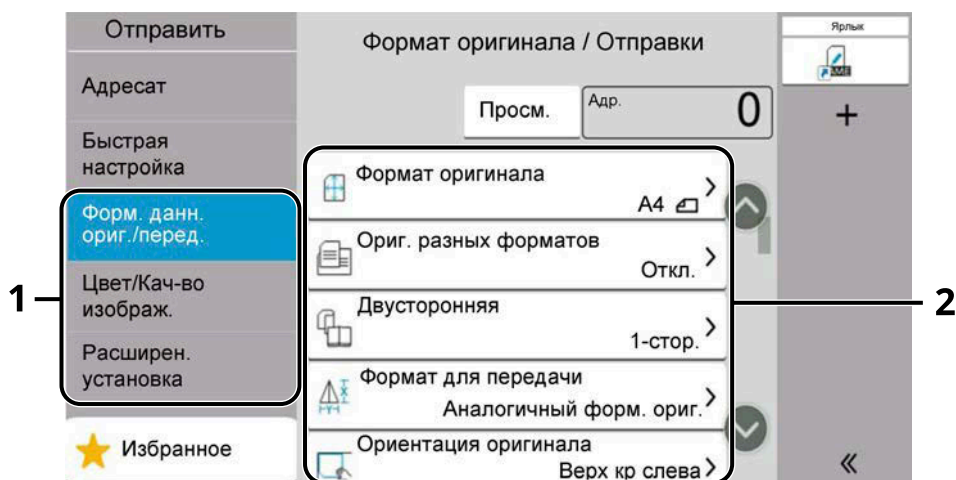 Отправить
Формат оригинала / Отправки
Ярлык
Адресат
Просм.
Адр.
0
+
Быстрая
настройка
Формат оригинала
A4
Форм. данн.
ориг./перед.
Ориг. разных форматов
Откл.
1
Цвет/Кач-во
изображ.
Двусторонняя
1-стор.
2
Расширен.
установка
Формат для передачи
Аналогичный форм. ориг.
Избранное
Ориентация оригинала
Верх кр слева
«